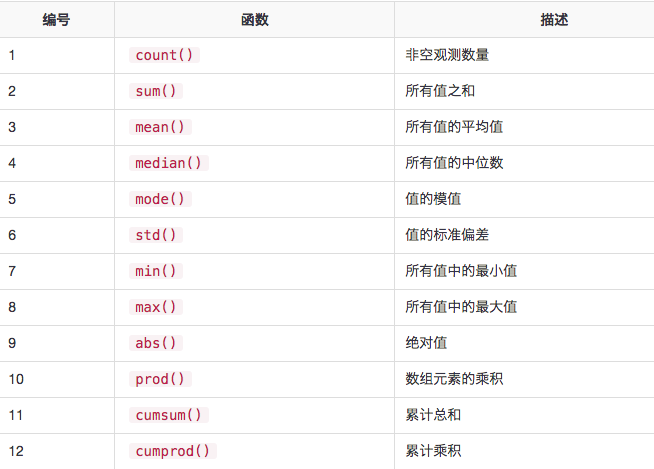 编号 函数 描述
1 count() 非空观测数量
2 sum() 所有值之和
3 mean() 所有值的平均值
4 median() 所有值的中位数
5 mode() 值的模值
6 std() 值的标准偏差
7 min() 所有值中的最小值
8 max() 所有值中的最大值
9 abs() 绝对值
10 prod() 数组元素的乘积
11 cumsum() 累计总和
12 cumprod() 累计乘积